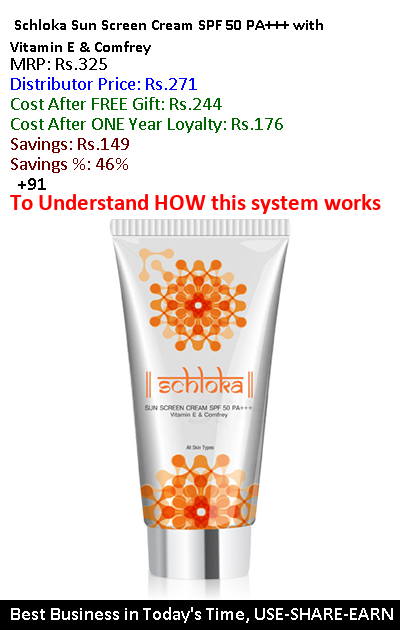 Schloka Sun Screen Cream SPF 50 PA+++ with
Vitamin E & Comfrey
MRP: Rs.325
Distributor Price: Rs.271
Cost After FREE Gift: Rs.244
Cost After ONE Year Loyalty: Rs.176
Savings: Rs.149
Savings %: 46%
+91
To Understand HOW this system works
|| schloka ||
SUN SCREEN CREAM SPF 50 PA+++
Vitamin E & Comfrey
All Skin Types
Best Business in Today's Time, USE-SHARE-EARN